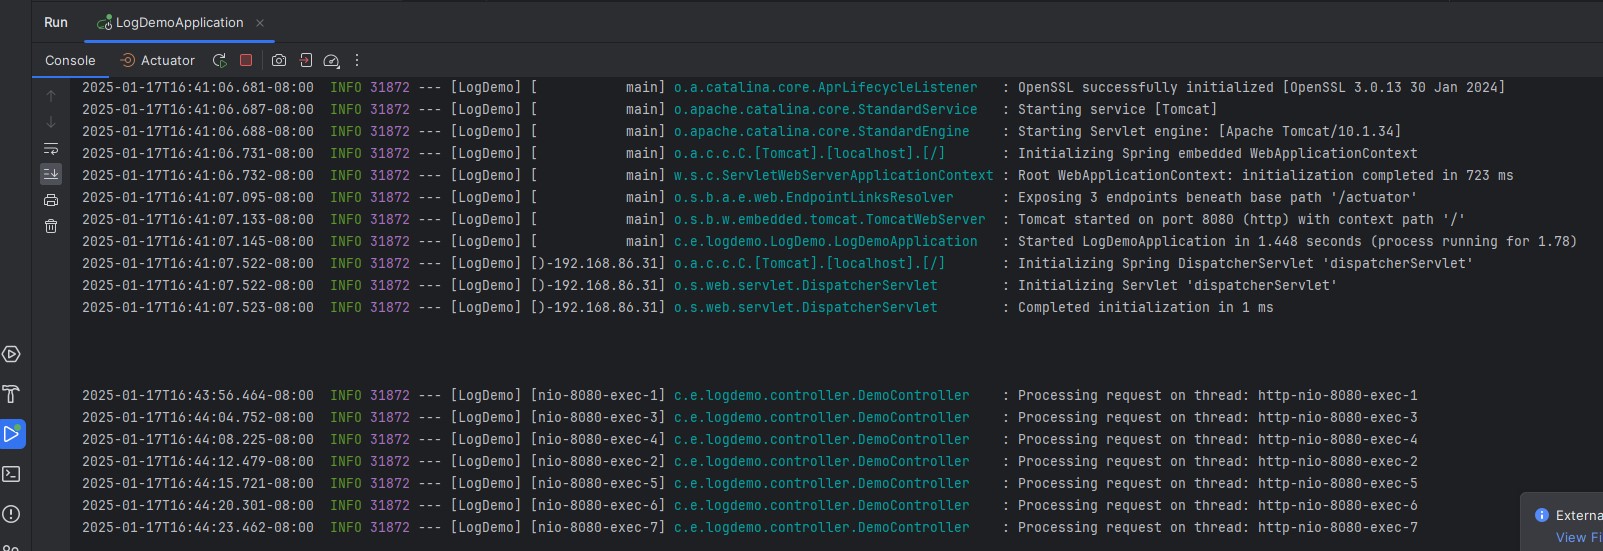 Run LogDemoApplication
Console Actuator
2025-01-17T16:41:06.681-08:00 INFO 31872 --- [LogDemo] [           main] o.a.catalina.core.AprLifecycleListener   : OpenSSL successfully initialized [OpenSSL 3.0.13 30 Jan 2024]
2025-01-17T16:41:06.687-08:00 INFO 31872 --- [LogDemo] [           main] o.apache.catalina.core.StandardService   : Starting service [Tomcat]
2025-01-17T16:41:06.688-08:00 INFO 31872 --- [LogDemo] [           main] o.apache.catalina.core.StandardEngine    : Starting Servlet engine: [Apache Tomcat/10.1.34]
2025-01-17T16:41:06.731-08:00 INFO 31872 --- [LogDemo] [           main] o.a.c.c.C.[Tomcat].[localhost].[/]       : Initializing Spring embedded WebApplicationContext
2025-01-17T16:41:06.732-08:00 INFO 31872 --- [LogDemo] [           main] w.s.c.ServletWebServerApplicationContext : Root WebApplicationContext: initialization completed in 723 ms
2025-01-17T16:41:07.095-08:00 INFO 31872 --- [LogDemo] [           main] o.s.b.a.e.web.EndpointLinksResolver      : Exposing 3 endpoints beneath base path '/actuator'
2025-01-17T16:41:07.133-08:00 INFO 31872 --- [LogDemo] [           main] o.s.b.w.embedded.tomcat.TomcatWebServer  : Tomcat started on port 8080 (http) with context path '/'
2025-01-17T16:41:07.145-08:00 INFO 31872 --- [LogDemo] [           main] c.e.logdemo.LogDemo.LogDemoApplication   : Started LogDemoApplication in 1.448 seconds (process running for 1.78)
2025-01-17T16:41:07.522-08:00 INFO 31872 --- [LogDemo] [)-192.168.86.31] o.a.c.c.C.[Tomcat].[localhost].[/]       : Initializing Spring DispatcherServlet 'dispatcherServlet'
2025-01-17T16:41:07.522-08:00 INFO 31872 --- [LogDemo] [)-192.168.86.31] o.s.web.servlet.DispatcherServlet        : Initializing Servlet 'dispatcherServlet'
2025-01-17T16:41:07.523-08:00 INFO 31872 --- [LogDemo] [)-192.168.86.31] o.s.web.servlet.DispatcherServlet        : Completed initialization in 1 ms
2025-01-17T16:43:56.464-08:00 INFO 31872 --- [LogDemo] [nio-8080-exec-1] c.e.logdemo.controller.DemoController    : Processing request on thread: http-nio-8080-exec-1
2025-01-17T16:44:04.752-08:00 INFO 31872 --- [LogDemo] [nio-8080-exec-3] c.e.logdemo.controller.DemoController    : Processing request on thread: http-nio-8080-exec-3
2025-01-17T16:44:08.225-08:00 INFO 31872 --- [LogDemo] [nio-8080-exec-4] c.e.logdemo.controller.DemoController    : Processing request on thread: http-nio-8080-exec-4
2025-01-17T16:44:12.479-08:00 INFO 31872 --- [LogDemo] [nio-8080-exec-2] c.e.logdemo.controller.DemoController    : Processing request on thread: http-nio-8080-exec-2
2025-01-17T16:44:15.721-08:00 INFO 31872 --- [LogDemo] [nio-8080-exec-5] c.e.logdemo.controller.DemoController    : Processing request on thread: http-nio-8080-exec-5
2025-01-17T16:44:20.301-08:00 INFO 31872 --- [LogDemo] [nio-8080-exec-6] c.e.logdemo.controller.DemoController    : Processing request on thread: http-nio-8080-exec-6
2025-01-17T16:44:23.462-08:00 INFO 31872 --- [LogDemo] [nio-8080-exec-7] c.e.logdemo.controller.DemoController    : Processing request on thread: http-nio-8080-exec-7
Externa
View Fi